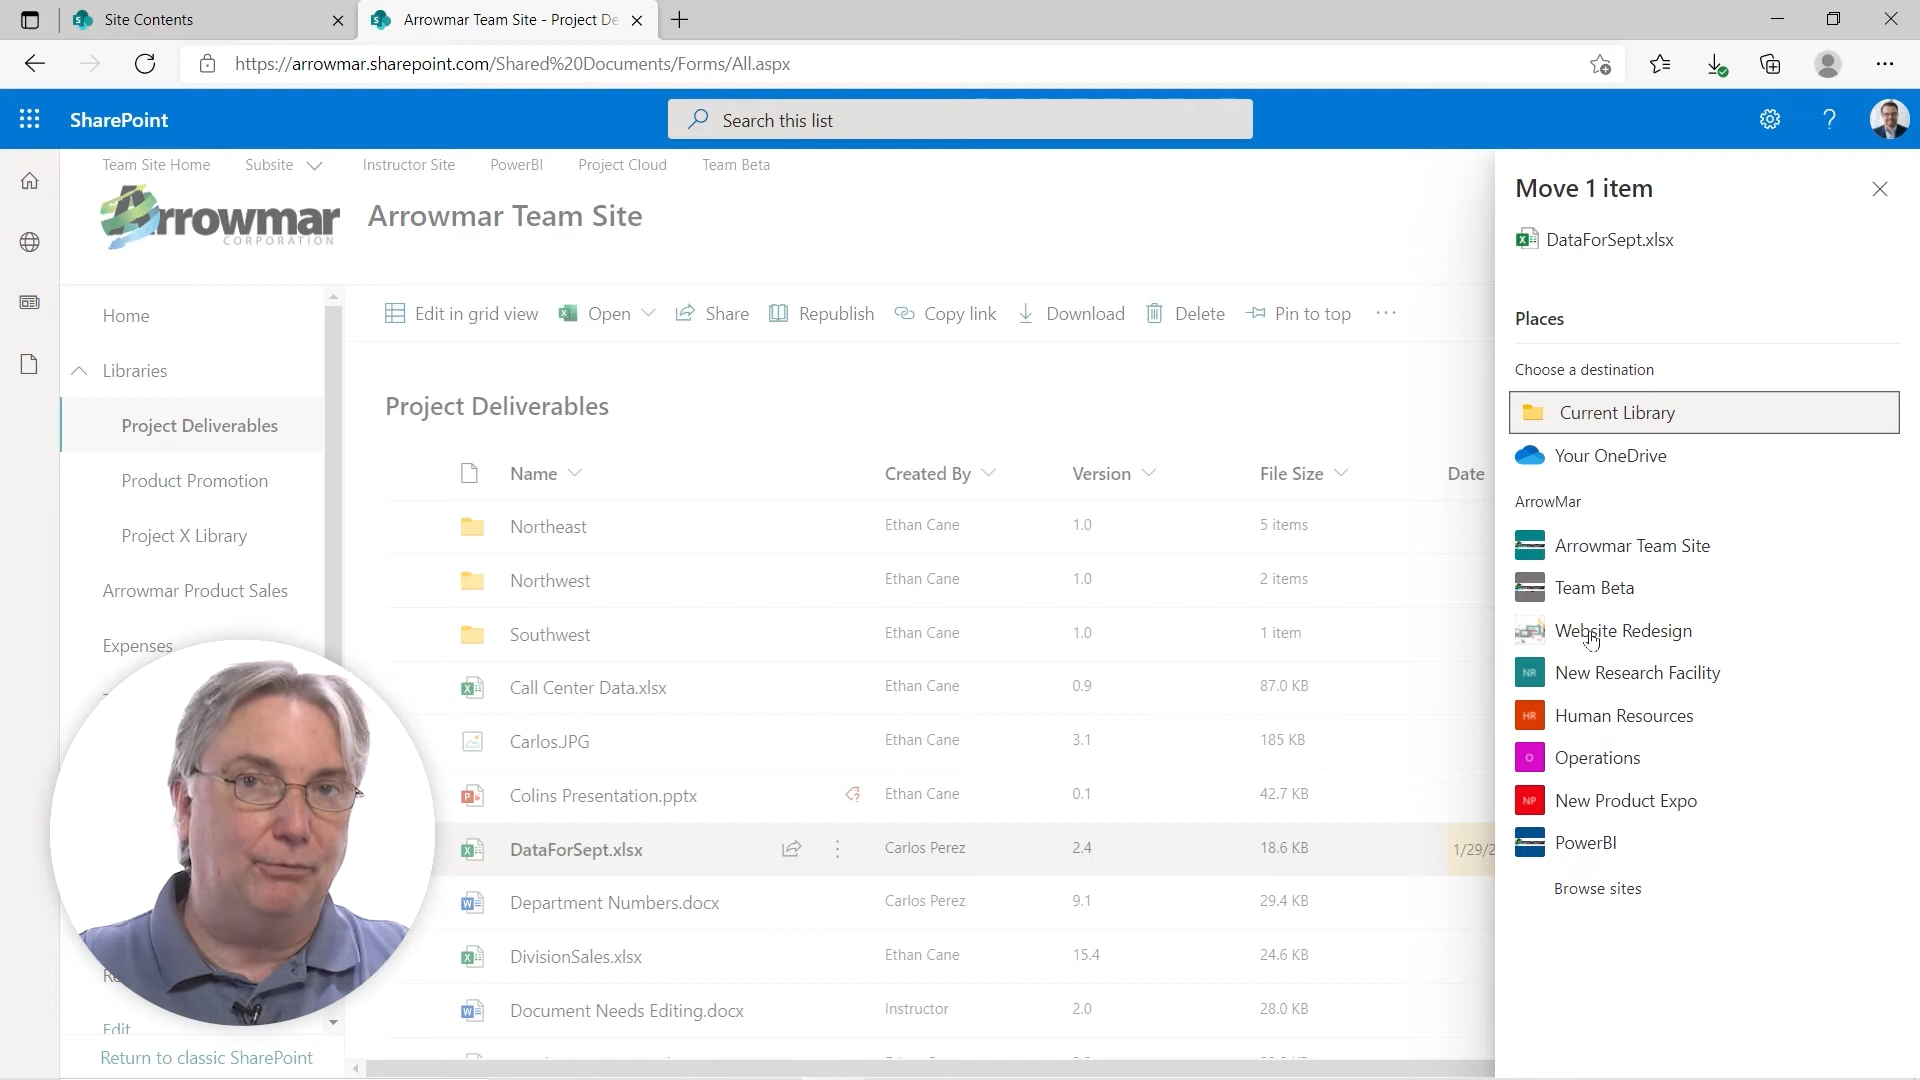 Site Contents
Arrowmar Team Site - Project De
https://arrowmar.sharepoint.com/Shared%20Documents/Forms/All.aspx
SharePoint
Search this list
Team Site Home
Subsite
Instructor Site
PowerBI
Project Cloud
Team Beta
Arrowmar
CORPORATION
Arrowmar Team Site
Home
Libraries
Project Deliverables
Product Promotion
Project X Library
Arrowmar Product Sales
Expenses
Edit
Return to classic SharePoint
Edit in grid view
Open
Share
Republish
Copy link
Download
Delete
Pin to top
Project Deliverables
Name Created By Version File Size Date
Northeast Ethan Cane 1.0 5 items
Northwest Ethan Cane 1.0 2 items
Southwest Ethan Cane 1.0 1 item
Call Center Data.xlsx Ethan Cane 0.9 87.0 KB
Carlos.JPG Ethan Cane 3.1 185 KB
Colins Presentation.pptx Ethan Cane 0.1 42.7 KB
DataForSept.xlsx Carlos Perez 2.4 18.6 KB 1/29/2
Department Numbers.docx Carlos Perez 9.1 29.4 KB
DivisionSales.xlsx Ethan Cane 15.4 24.6 KB
Document Needs Editing.docx Instructor 2.0 28.0 KB
Move 1 item
DataForSept.xlsx
Places
Choose a destination
Current Library
Your OneDrive
ArrowMar
Arrowmar Team Site
Team Beta
Website Redesign
NR New Research Facility
HR Human Resources
O Operations
NP New Product Expo
PowerBI
Browse sites